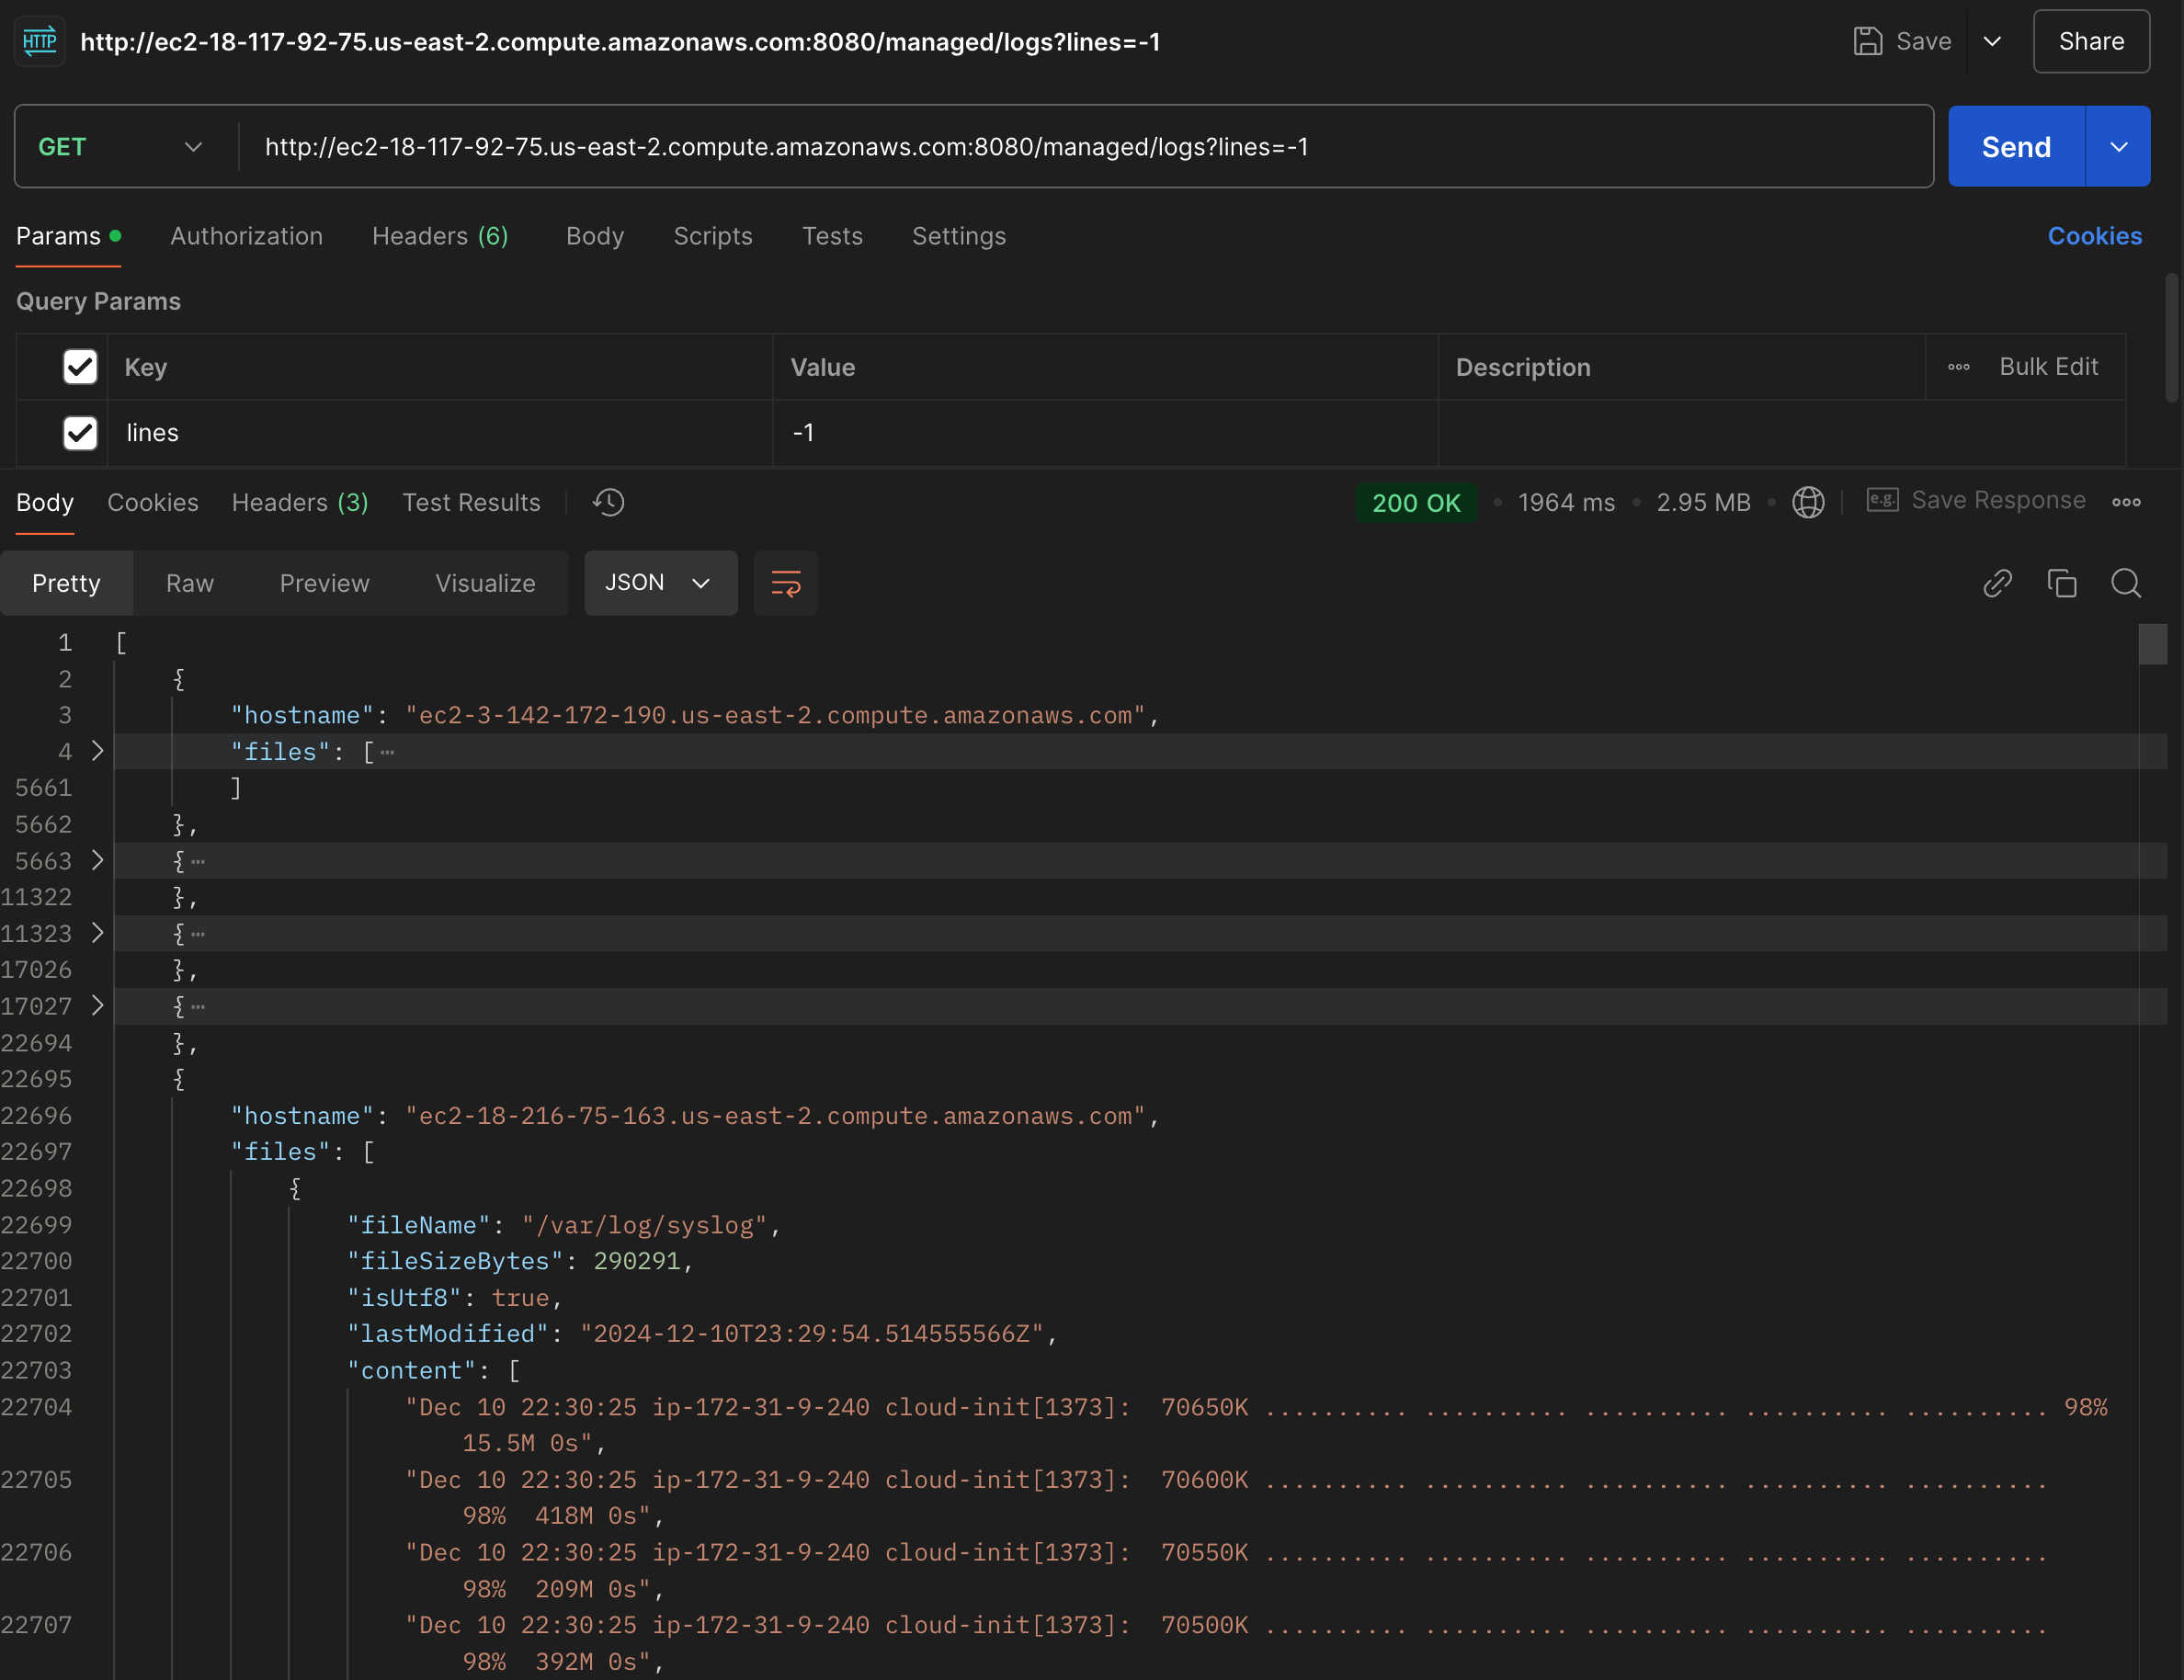 HTTP http://ec2-18-117-92-75.us-east-2.compute.amazonaws.com:8080/managed/logs?lines=-1 Save Share
GET http://ec2-18-117-92-75.us-east-2.compute.amazonaws.com:8080/managed/logs?lines=-1 Send
Params Authorization Headers (6) Body Scripts Tests Settings Cookies
Query Params
Key Value Description Bulk Edit
lines -1
Body Cookies Headers (3) Test Results 200 OK 1964 ms 2.95 MB e.g. Save Response
Pretty Raw Preview Visualize JSON
1 [
2 {
3 "hostname": "ec2-3-142-172-190.us-east-2.compute.amazonaws.com",
4 "files": [ ⋯
5661 ]
5662 },
5663 { ⋯
11322 },
11323 { ⋯
17026 },
17027 { ⋯
22694 },
22695 {
22696 "hostname": "ec2-18-216-75-163.us-east-2.compute.amazonaws.com",
22697 "files": [
22698 {
22699 "fileName": "/var/log/syslog",
22700 "fileSizeBytes": 290291,
22701 "isUtf8": true,
22702 "lastModified": "2024-12-10T23:29:54.514555566Z",
22703 "content": [
22704 "Dec 10 22:30:25 ip-172-31-9-240 cloud-init[1373]:  70650K .......... .......... .......... .......... .......... 98%
15.5M 0s",
22705 "Dec 10 22:30:25 ip-172-31-9-240 cloud-init[1373]:  70600K .......... .......... .......... .......... ..........
98%  418M 0s",
22706 "Dec 10 22:30:25 ip-172-31-9-240 cloud-init[1373]:  70550K .......... .......... .......... .......... ..........
98%  209M 0s",
22707 "Dec 10 22:30:25 ip-172-31-9-240 cloud-init[1373]:  70500K .......... .......... .......... .......... ..........
98%  392M 0s",